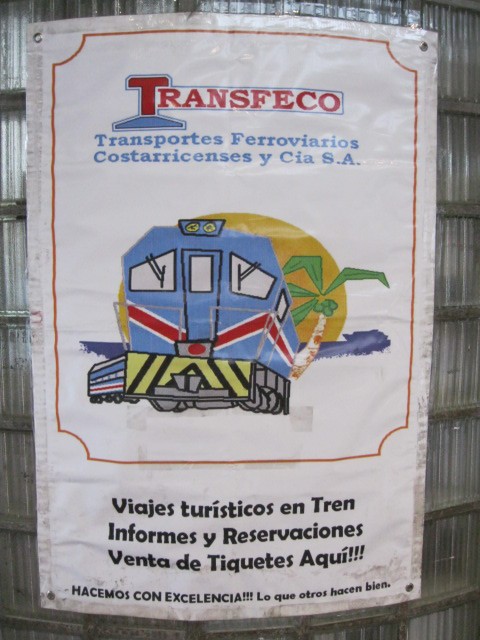 TRANSFECO
Transportes Ferroviarios
Costarricenses y Cia S.A.
Viajes turísticos en Tren
Informes y Reservaciones
Venta de Tiquetes Aquí!!!
HACEMOS CON EXCELENCIA!!! Lo que otros hacen bien.